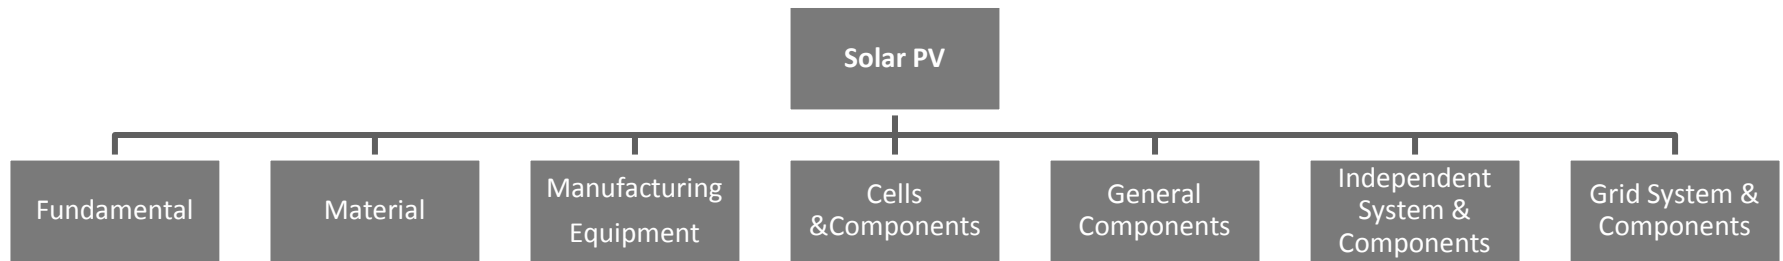 Solar PV
Fundamental
Material
Manufacturing
Equipment
Cells
&Components
General
Components
Independent
System &
Components
Grid System &
Components